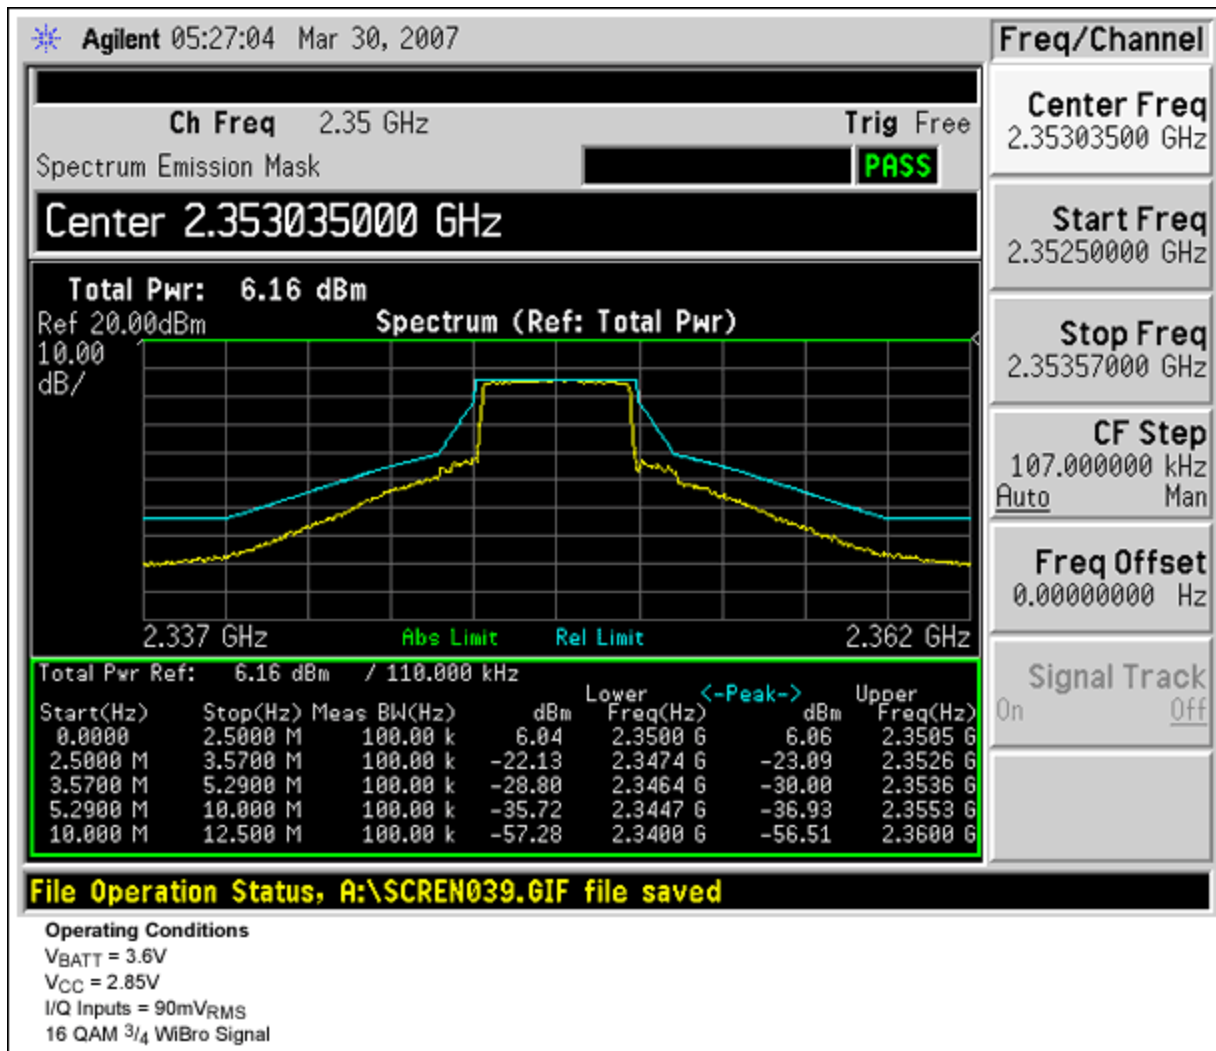 Agilent 05:27:04 Mar 30, 2007
Freq/Channel
Ch Freq 2.35 GHz Trig Free
Spectrum Emission Mask PASS
Center 2.353035000 GHz
Center Freq
2.35303500 GHz
Start Freq
2.35250000 GHz
Stop Freq
2.35357000 GHz
CF Step
107.000000 kHz
Auto Man
Freq Offset
0.00000000 Hz
Signal Track
On Off
Total Pwr: 6.16 dBm
Ref 20.00dBm Spectrum (Ref: Total Pwr)
10.00
dB/
2.337 GHz Abs Limit Rel Limit 2.362 GHz
Total Pwr Ref: 6.16 dBm / 110.000 kHz
Lower <-Peak-> Upper
Start(Hz) Stop(Hz) Meas BW(Hz) dBm Freq(Hz) dBm Freq(Hz)
0.0000 2.5000 M 100.00 k 6.04 2.3500 G 6.06 2.3505 G
2.5000 M 3.5700 M 100.00 k -22.13 2.3474 G -23.09 2.3526 G
3.5700 M 5.2900 M 100.00 k -28.80 2.3464 G -30.00 2.3536 G
5.2900 M 10.000 M 100.00 k -35.72 2.3447 G -36.93 2.3553 G
10.000 M 12.500 M 100.00 k -57.28 2.3400 G -56.51 2.3600 G
File Operation Status, A:\SCREN039.GIF file saved
Operating Conditions
VBATT = 3.6V
VCC = 2.85V
I/Q Inputs = 90mVRMS
16 QAM 3/4 WiBro Signal